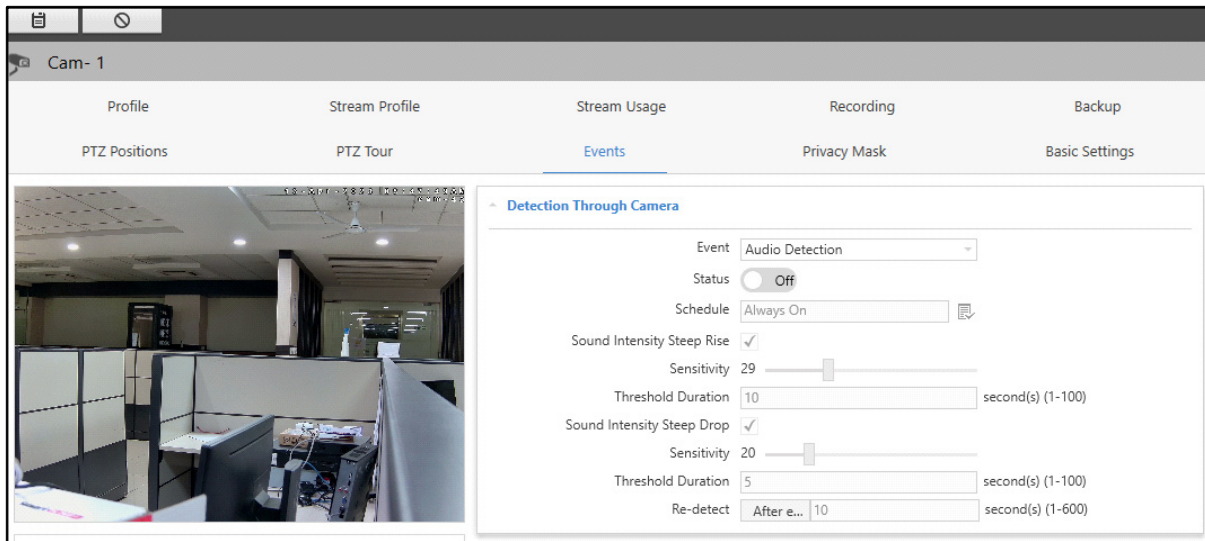 Cam- 1
Profile Stream Profile Stream Usage Recording Backup
PTZ Positions PTZ Tour Events Privacy Mask Basic Settings
Detection Through Camera
Event Audio Detection
Status Off
Schedule Always On
Sound Intensity Steep Rise
Sensitivity 29
Threshold Duration 10 second(s) (1-100)
Sound Intensity Steep Drop
Sensitivity 20
Threshold Duration 5 second(s) (1-100)
Re-detect After e... 10 second(s) (1-600)